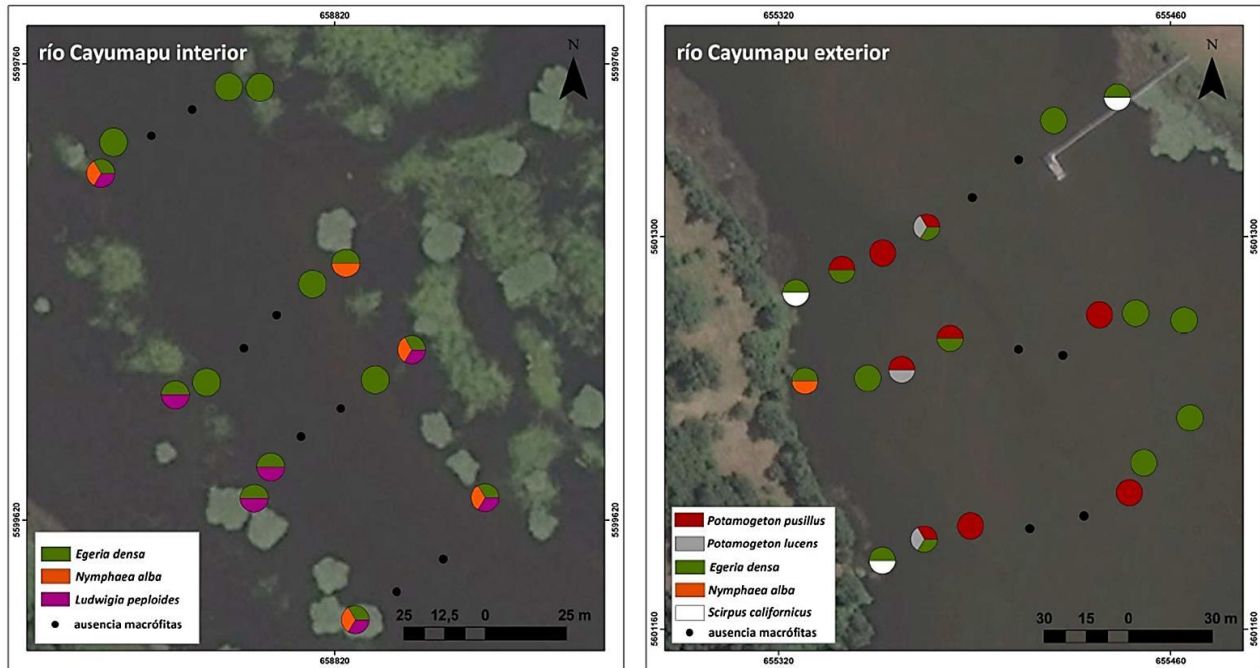 658820
río Cayumapu interior
N
5599760
5599760
Egeria densa
Nymphaea alba
Ludwigia peploides
ausencia macrófitas
5599620
5599620
25 12,5 0 25 m
658820
655320
655460
río Cayumapu exterior
N
5601300
5601300
Potamogeton pusillus
Potamogeton lucens
Egeria densa
Nymphaea alba
Scirpus californicus
ausencia macrófitas
30 15 0 30 m
5601160
5601160
655320
655460